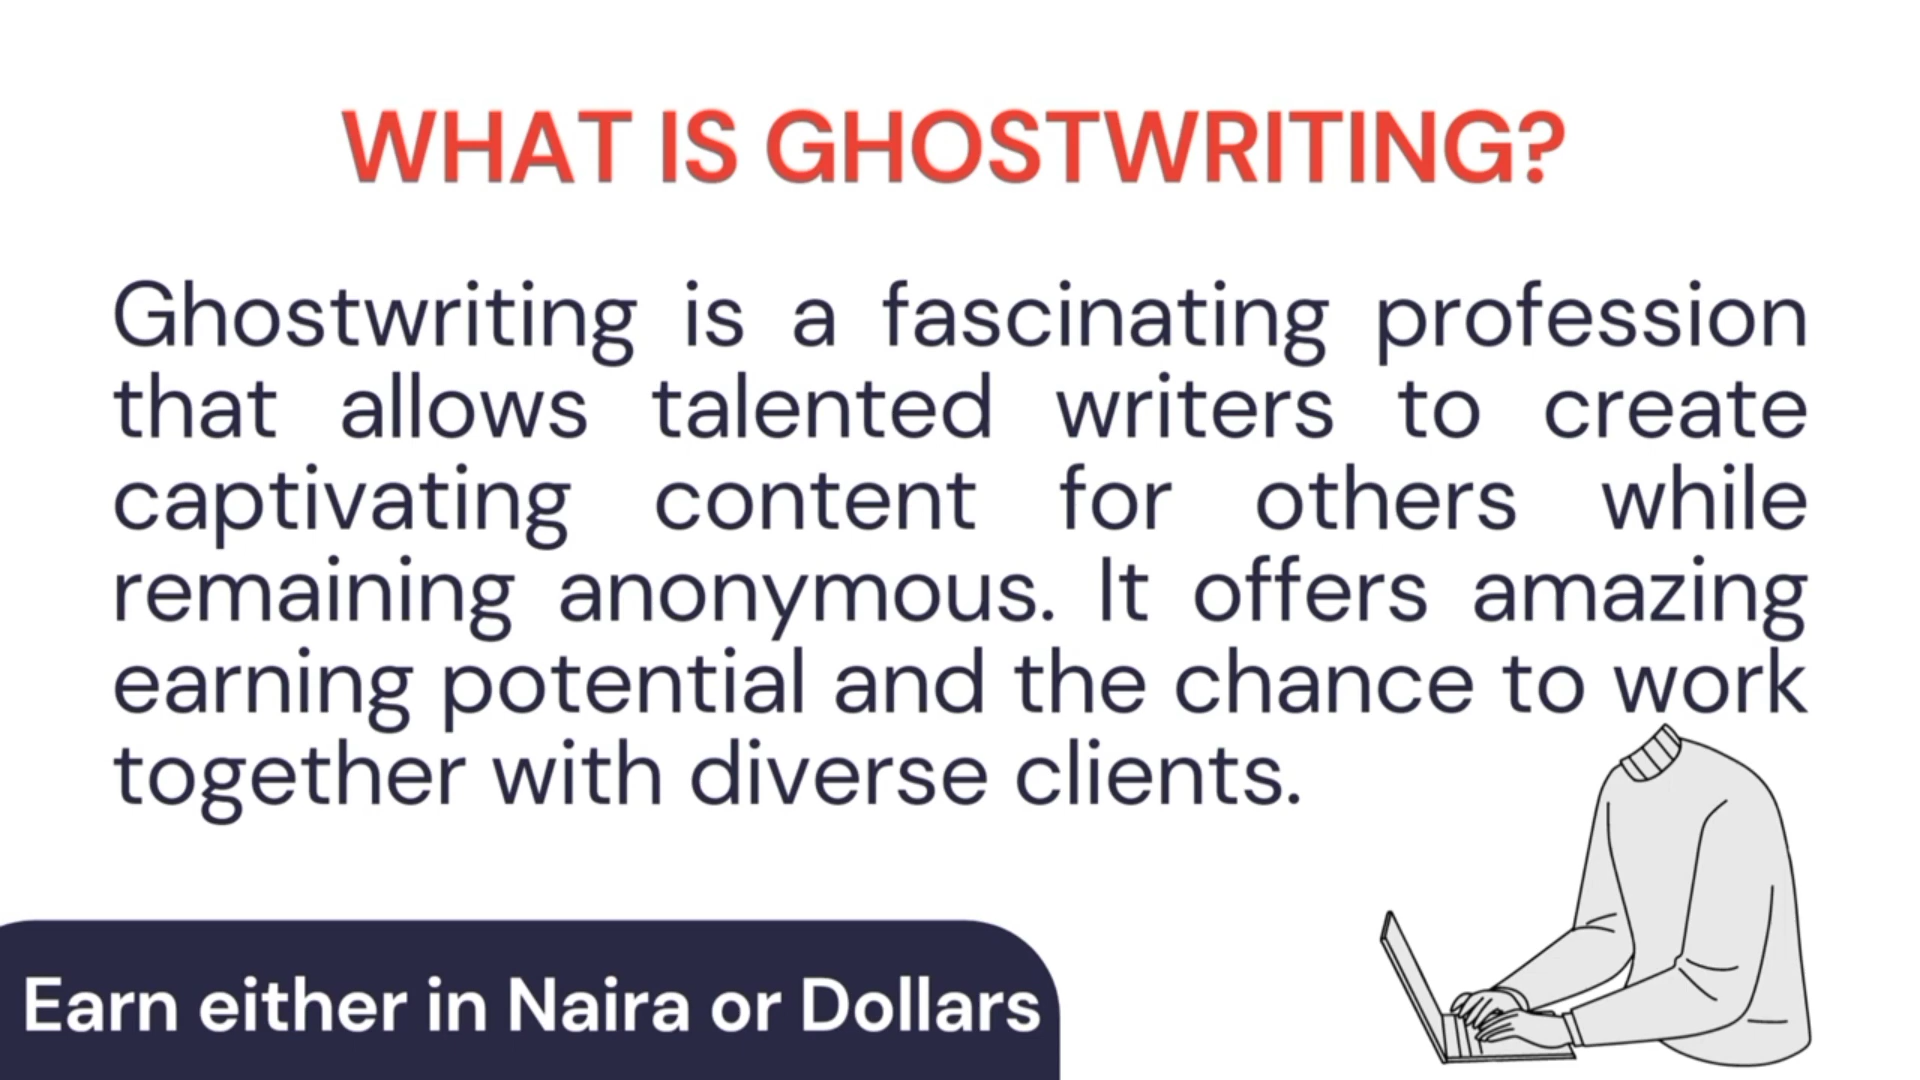 WHAT IS GHOSTWRITING?
Ghostwriting is a fascinating profession
that allows talented writers to create
captivating content for others while
remaining anonymous. It offers amazing
earning potential and the chance to work
together with diverse clients.
Earn either in Naira or Dollars